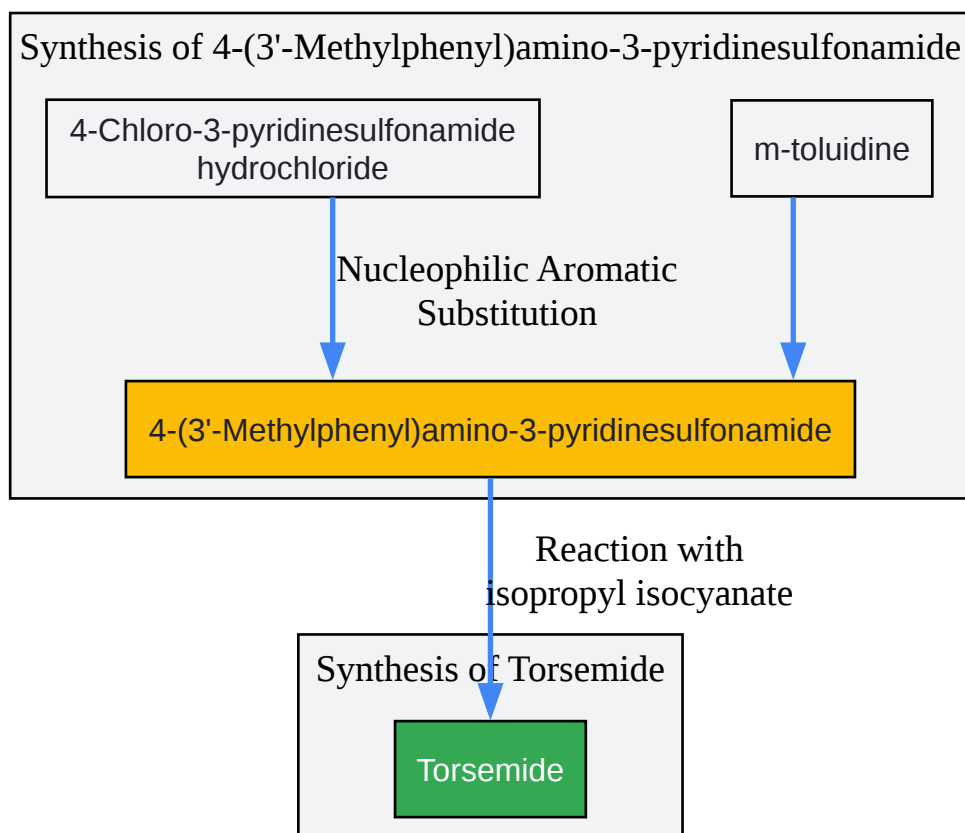 Synthesis of 4-(3'-Methylphenyl)amino-3-pyridinesulfonamide
4-Chloro-3-pyridinesulfonamide
hydrochloride
m-toluidine
Nucleophilic Aromatic
Substitution
4-(3'-Methylphenyl)amino-3-pyridinesulfonamide
Reaction with
isopropyl isocyanate
Synthesis of Torsemide
Torsemide